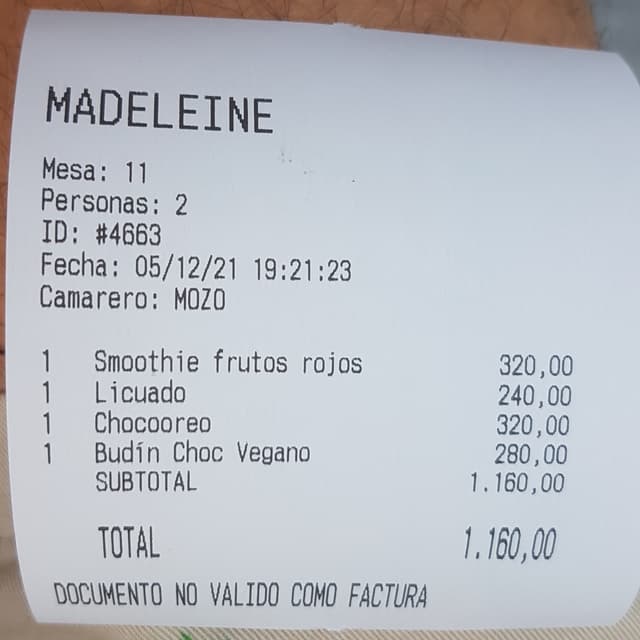 MADELEINE
Mesa: 11
Personas: 2
ID: #4663
Fecha: 05/12/21 19:21:23
Camarero: MOZO
1 Smoothie frutos rojos 320,00
1 Licuado 240,00
1 Chocooreo 320,00
1 Budín Choc Vegano 280,00
SUBTOTAL 1.160,00
TOTAL 1.160,00
DOCUMENTO NO VALIDO COMO FACTURA